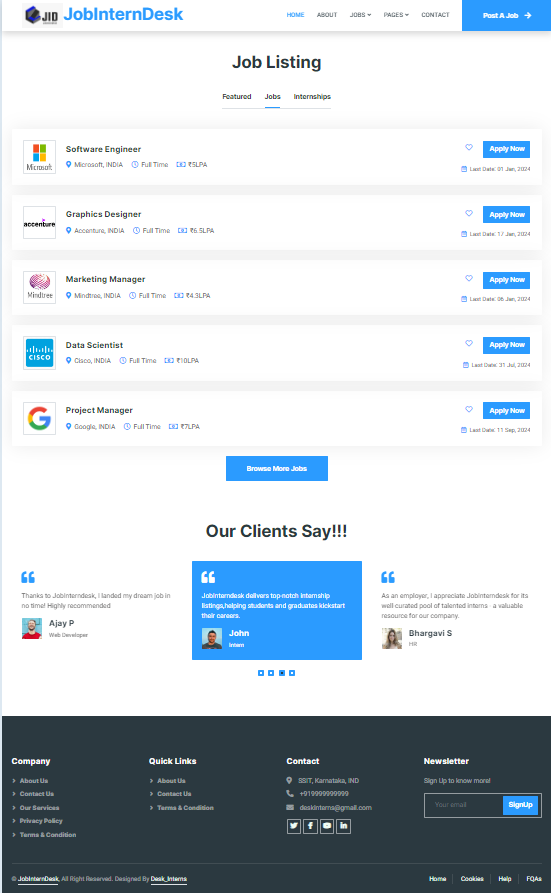 JID JobInternDesk
HOME ABOUT JOBS PAGES CONTACT
Post A Job
Job Listing
Featured Jobs Internships
Microsoft
Software Engineer
Microsoft, INDIA Full Time ₹5LPA
Apply Now
Last Date: 01 Jan, 2024
accenture
Graphics Designer
Accenture, INDIA Full Time ₹6.5LPA
Apply Now
Last Date: 17 Jan, 2024
Mindtree
Marketing Manager
Mindtree, INDIA Full Time ₹4.3LPA
Apply Now
Last Date: 06 Jan, 2024
CISCO
Data Scientist
Cisco, INDIA Full Time ₹10LPA
Apply Now
Last Date: 31 Jul, 2024
G
Project Manager
Google, INDIA Full Time ₹7LPA
Apply Now
Last Date: 11 Sep, 2024
Browse More Jobs
Our Clients Say!!!
Thanks to JobInterndesk, I landed my dream job in
no time! Highly recommended
Ajay P
Web Developer
JobInterndesk delivers top-notch internship
listings,helping students and graduates kickstart
their careers.
John
Intern
As an employer, I appreciate JobInterndesk for its
well curated pool of talented interns a valuable
resource for our company.
Bhargavi S
HR
Company
About Us
Contact Us
Our Services
Privacy Policy
Terms & Condition
Quick Links
About Us
Contact Us
Terms & Condition
Contact
SSIT, Karnataka, IND
+919999999999
deskInterns@gmail.com
Newsletter
Sign Up to know more!
Your email
SignUp
© JobInternDesk, All Right Reserved. Designed By Desk_Interns
Home Cookies Help FQAs